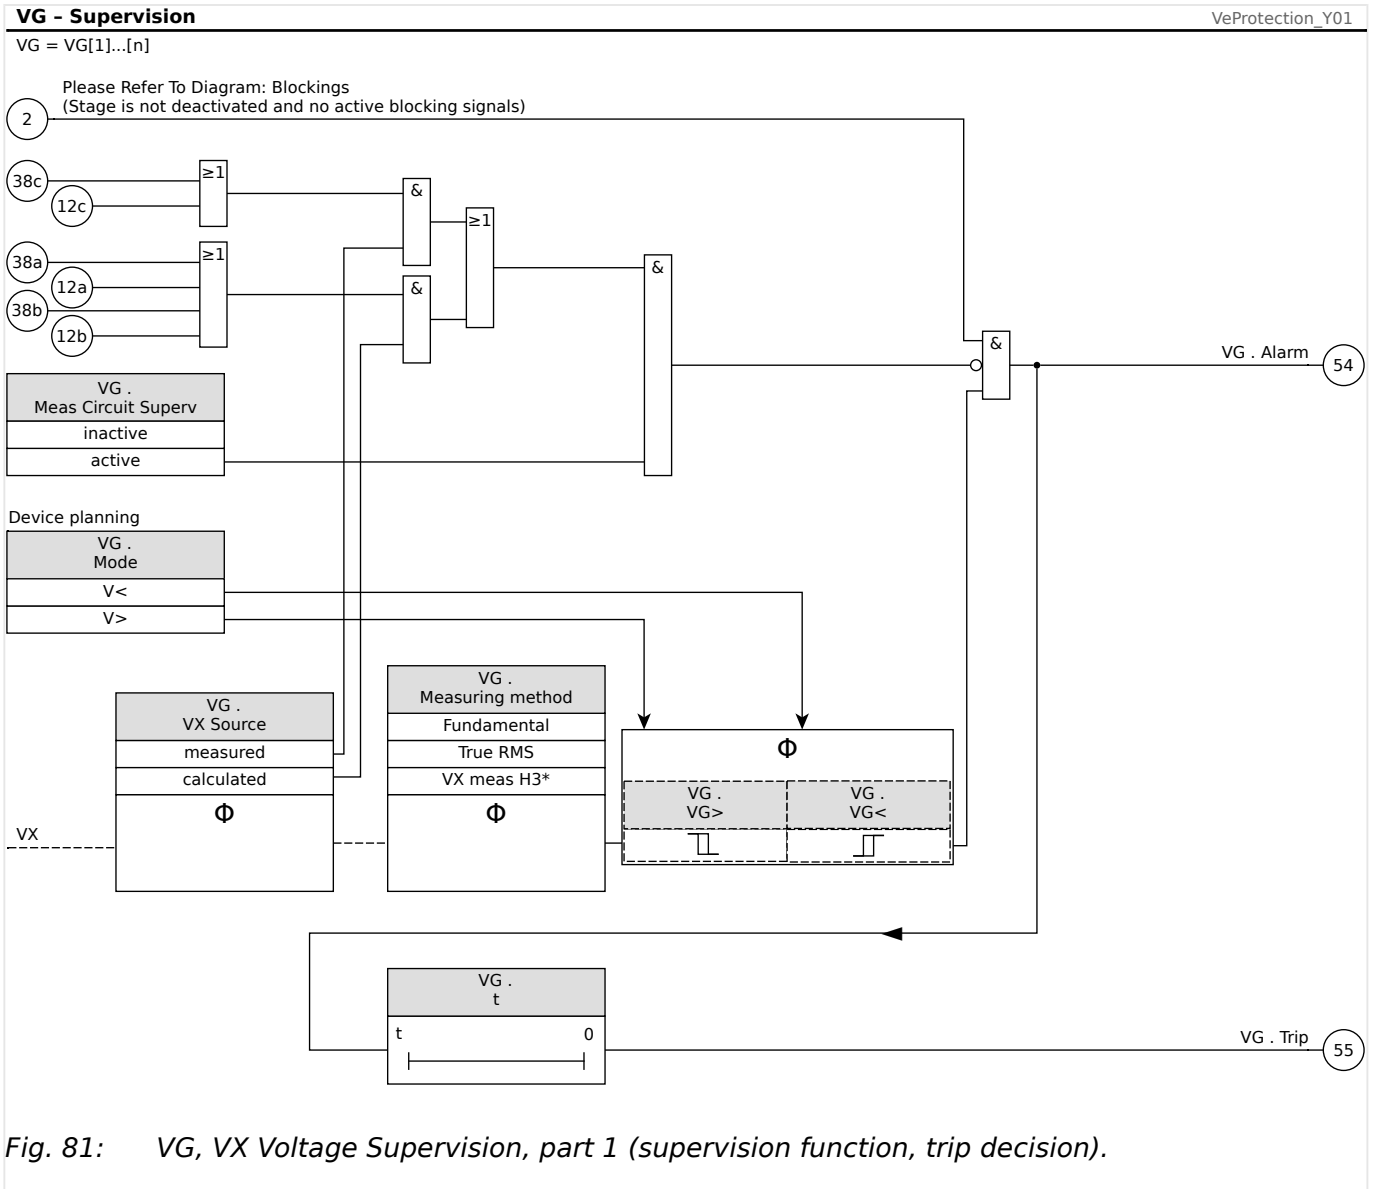 VG – Supervision
VeProtection_Y01
VG = VG[1]...[n]
Please Refer To Diagram: Blockings
(Stage is not deactivated and no active blocking signals)
2
38c
≥1
12c
&
≥1
38a
≥1
12a
&
&
38b
12b
&
VG . Alarm
54
VG .
Meas Circuit Superv
inactive
active
Device planning
VG .
Mode
V<
V>
VG .
VX Source
measured
calculated
Φ
VX
VG .
Measuring method
Fundamental
True RMS
VX meas H3*
Φ
Φ
VG .
VG>
VG .
VG<
VG .
t
t
0
VG . Trip
55
Fig. 81: VG, VX Voltage Supervision, part 1 (supervision function, trip decision).